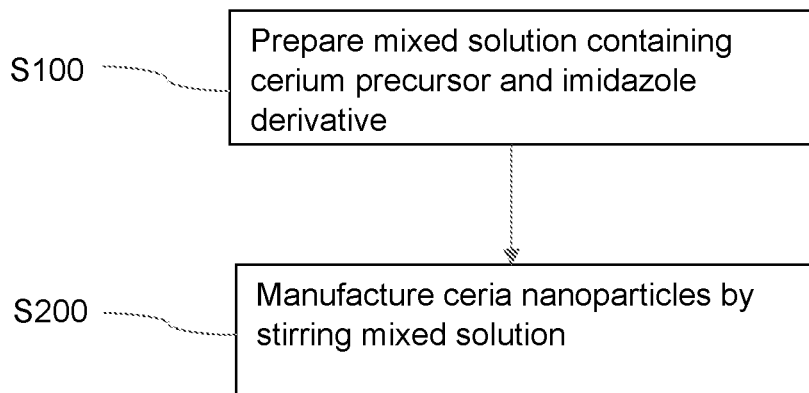 Prepare mixed solution containing
S100
cerium precursor and imidazole
derivative
Manufacture ceria nanoparticles by
S200
stirring mixed solution